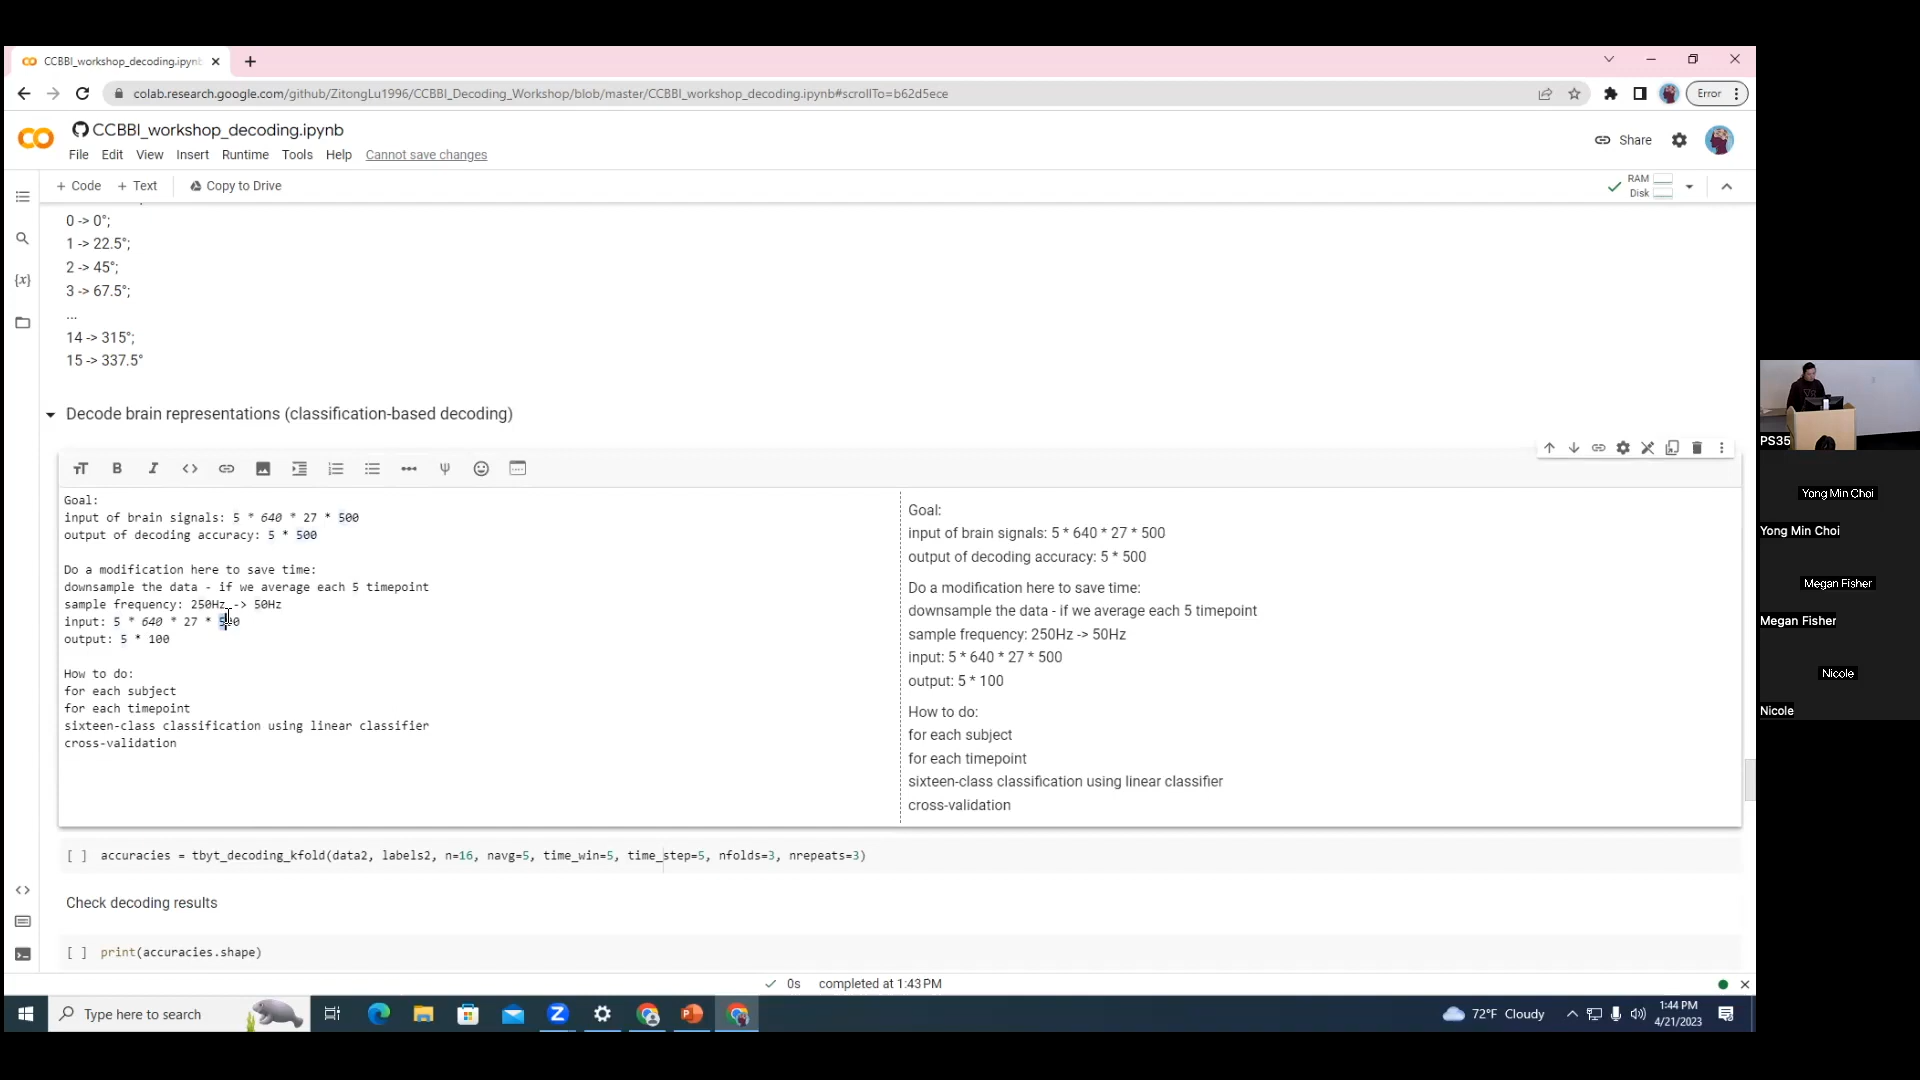 CCBBI_workshop_decoding.ipynb
colab.research.google.com/github/ZitongLu1996/CCBBI_Decoding_Workshop/blob/master/CCBBI_workshop_decoding.ipynb#scrollTo=b62d5ece
Error
CCBBI_workshop_decoding.ipynb
Share
File Edit View Insert Runtime Tools Help Cannot save changes
+ Code + Text Copy to Drive
RAM
Disk
0 -> 0°;
1 -> 22.5°;
2 -> 45°;
3 -> 67.5°;
...
14 -> 315°;
15 -> 337.5°
Decode brain representations (classification-based decoding)
Goal:
input of brain signals: 5 * 640 * 27 * 500
output of decoding accuracy: 5 * 500
Do a modification here to save time:
downsample the data - if we average each 5 timepoint
sample frequency: 250Hz -> 50Hz
input: 5 * 640 * 27 * 500
output: 5 * 100
How to do:
for each subject
for each timepoint
sixteen-class classification using linear classifier
cross-validation
Goal:
input of brain signals: 5 * 640 * 27 * 500
output of decoding accuracy: 5 * 500
Do a modification here to save time:
downsample the data - if we average each 5 timepoint
sample frequency: 250Hz -> 50Hz
input: 5 * 640 * 27 * 500
output: 5 * 100
How to do:
for each subject
for each timepoint
sixteen-class classification using linear classifier
cross-validation
[ ] accuracies = tbyt_decoding_kfold(data2, labels2, n=16, navg=5, time_win=5, time_step=5, nfolds=3, nrepeats=3)
Check decoding results
[ ] print(accuracies.shape)
0s completed at 1:43 PM
Type here to search
72°F Cloudy
1:44 PM
4/21/2023
PS35
Yong Min Choi
Yong Min Choi
Megan Fisher
Megan Fisher
Nicole
Nicole